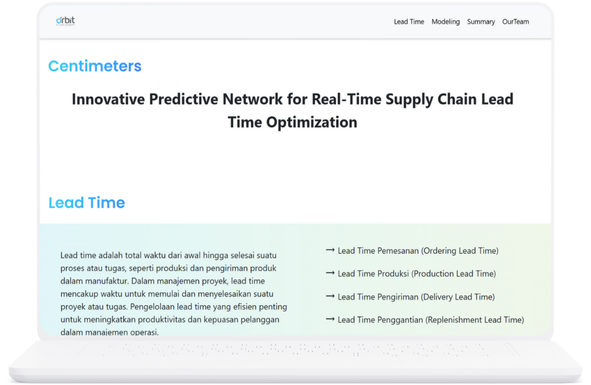 orbit
Lead Time Modeling Summary OurTeam
Centimeters
Innovative Predictive Network for Real-Time Supply Chain Lead
Time Optimization
Lead Time
Lead time adalah total waktu dari awal hingga selesai suatu
proses atau tugas, seperti produksi dan pengiriman produk
dalam manufaktur. Dalam manajemen proyek, lead time
mencakup waktu untuk memulai dan menyelesaikan suatu
proyek atau tugas. Pengelolaan lead time yang efisien penting
untuk meningkatkan produktivitas dan kepuasan pelanggan
dalam manajemen operasi.
→ Lead Time Pemesanan (Ordering Lead Time)
→ Lead Time Produksi (Production Lead Time)
→ Lead Time Pengiriman (Delivery Lead Time)
→ Lead Time Penggantian (Replenishment Lead Time)